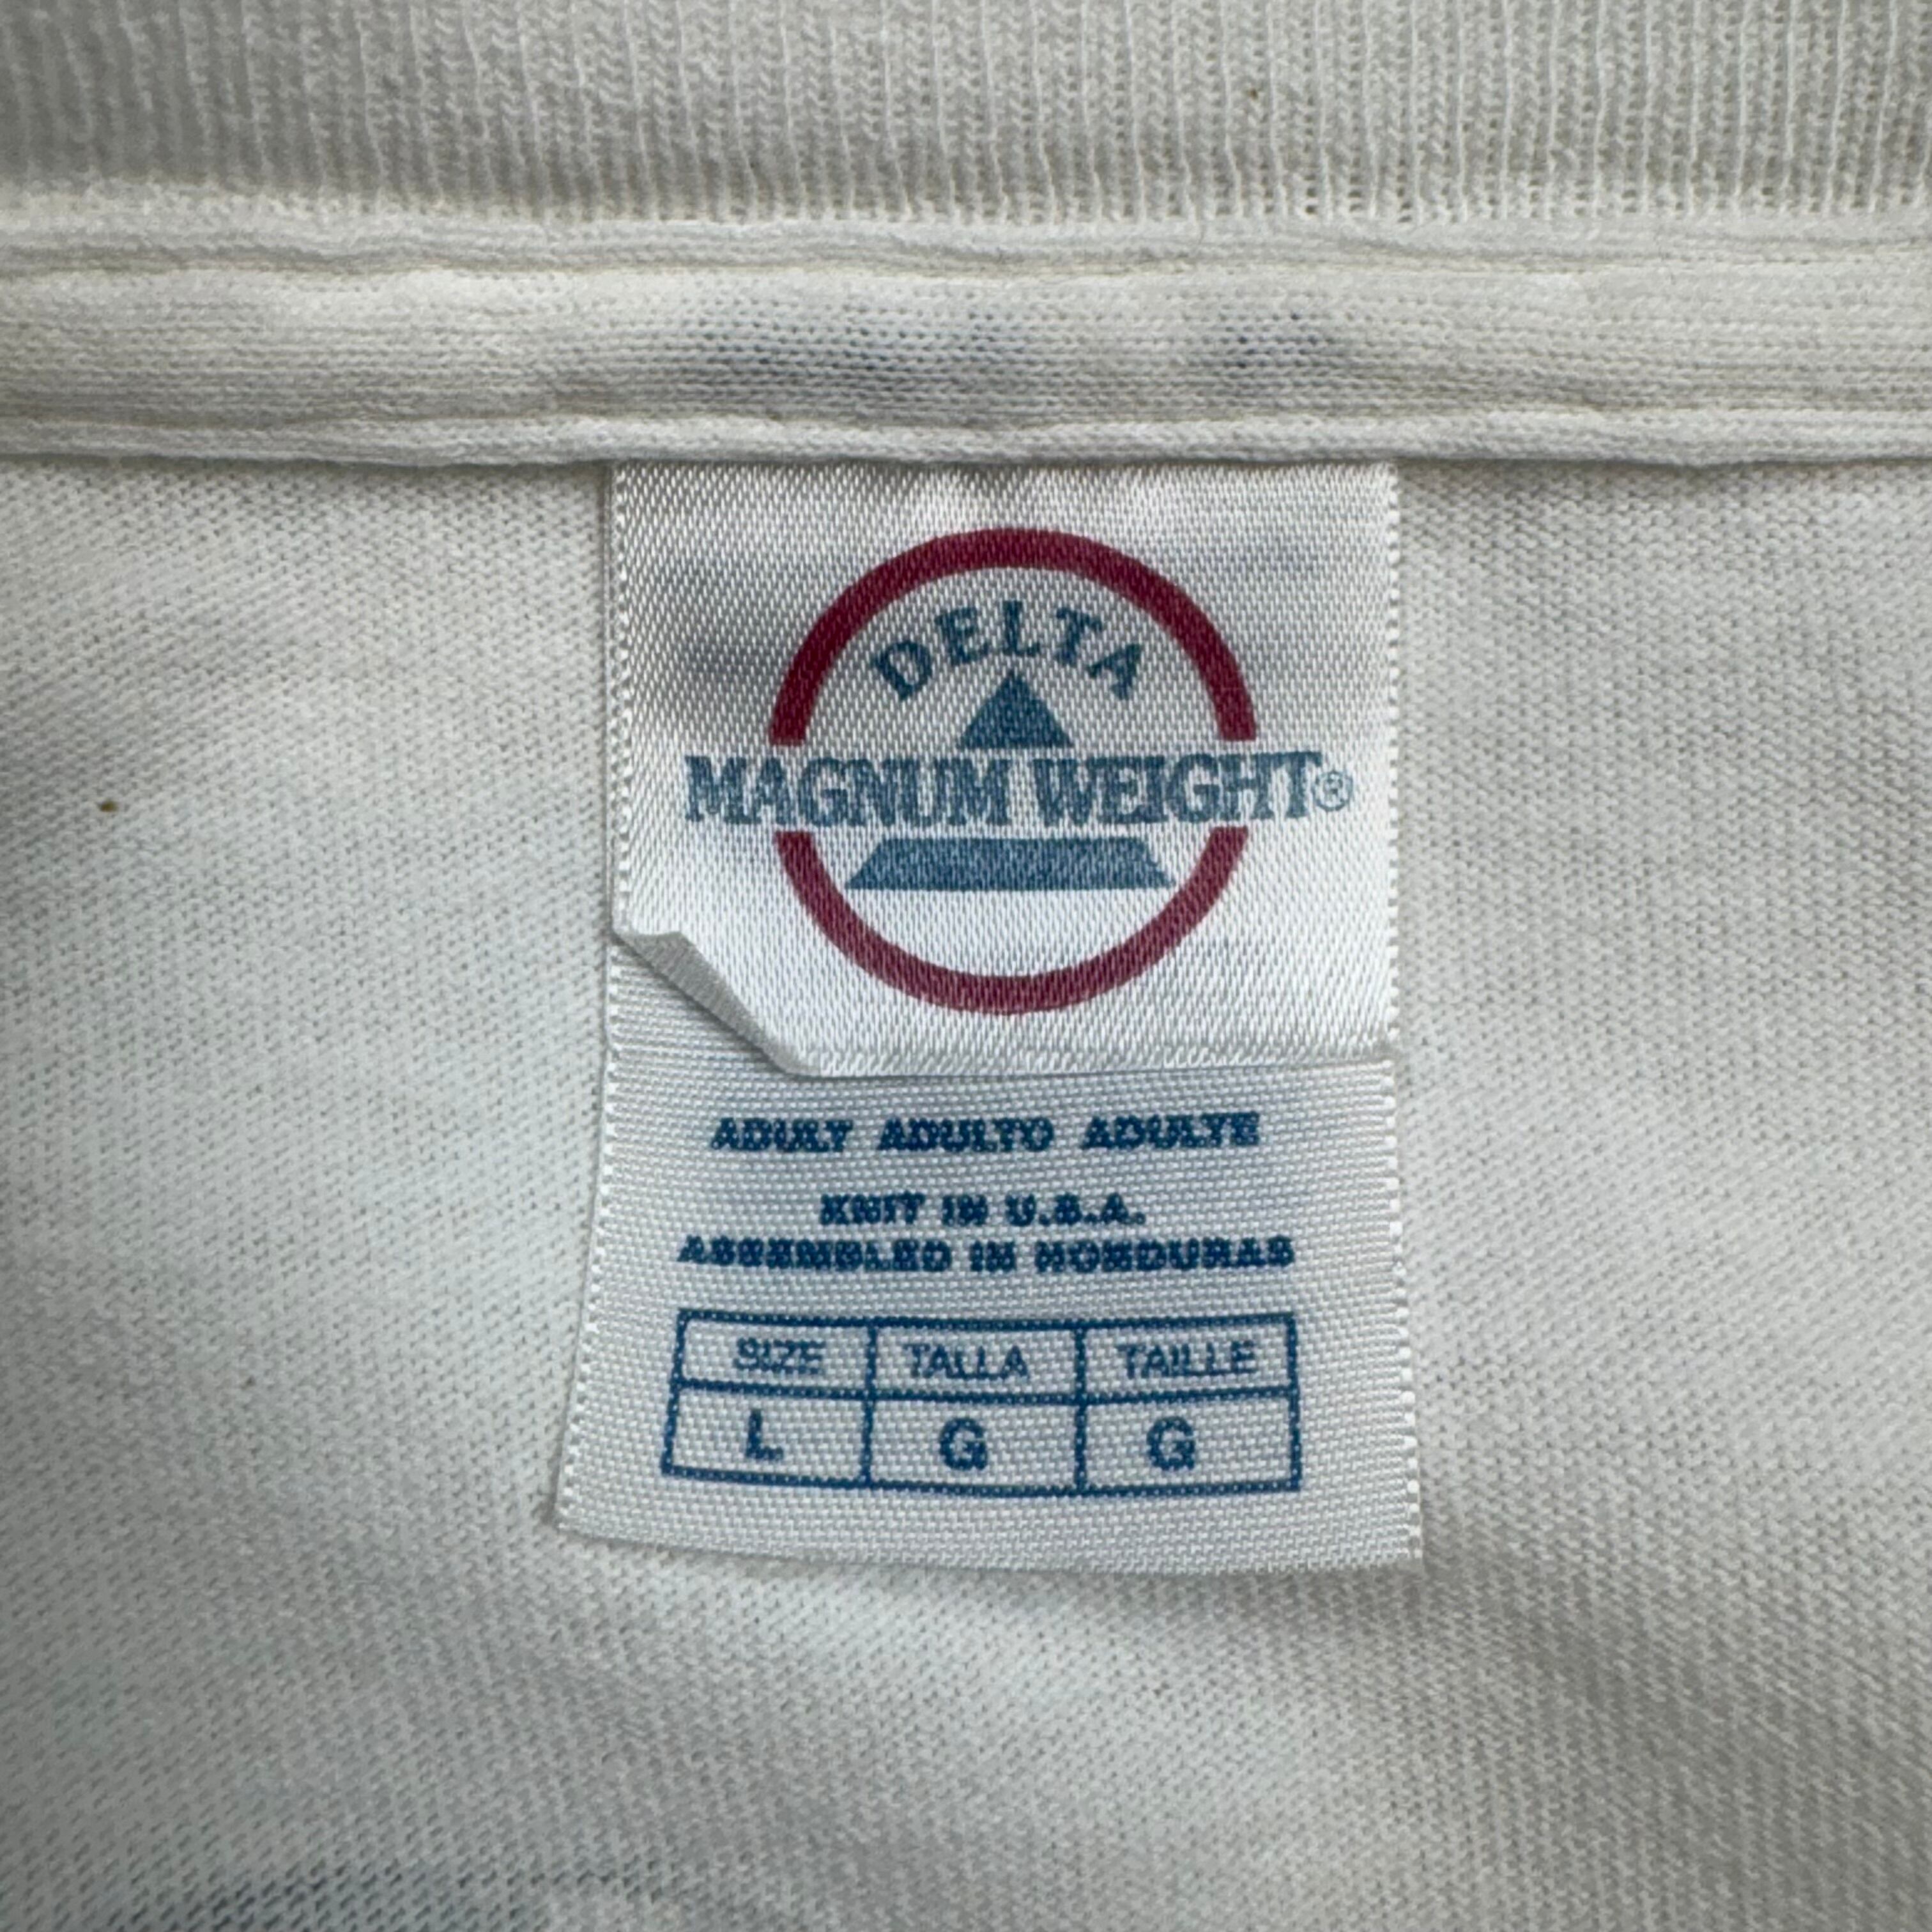 DELTA
MAGNUM WEIGHT®
ADULT ADULTO ADULTE
KNIT IN U.S.A.
ASSEMBLED IN HONDURAS
SIZE TALLA TAILLE
L G G